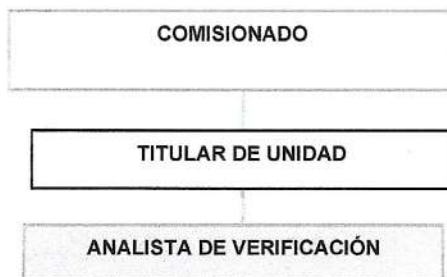 COMISIONADO
TITULAR DE UNIDAD
ANALISTA DE VERIFICACIÓN